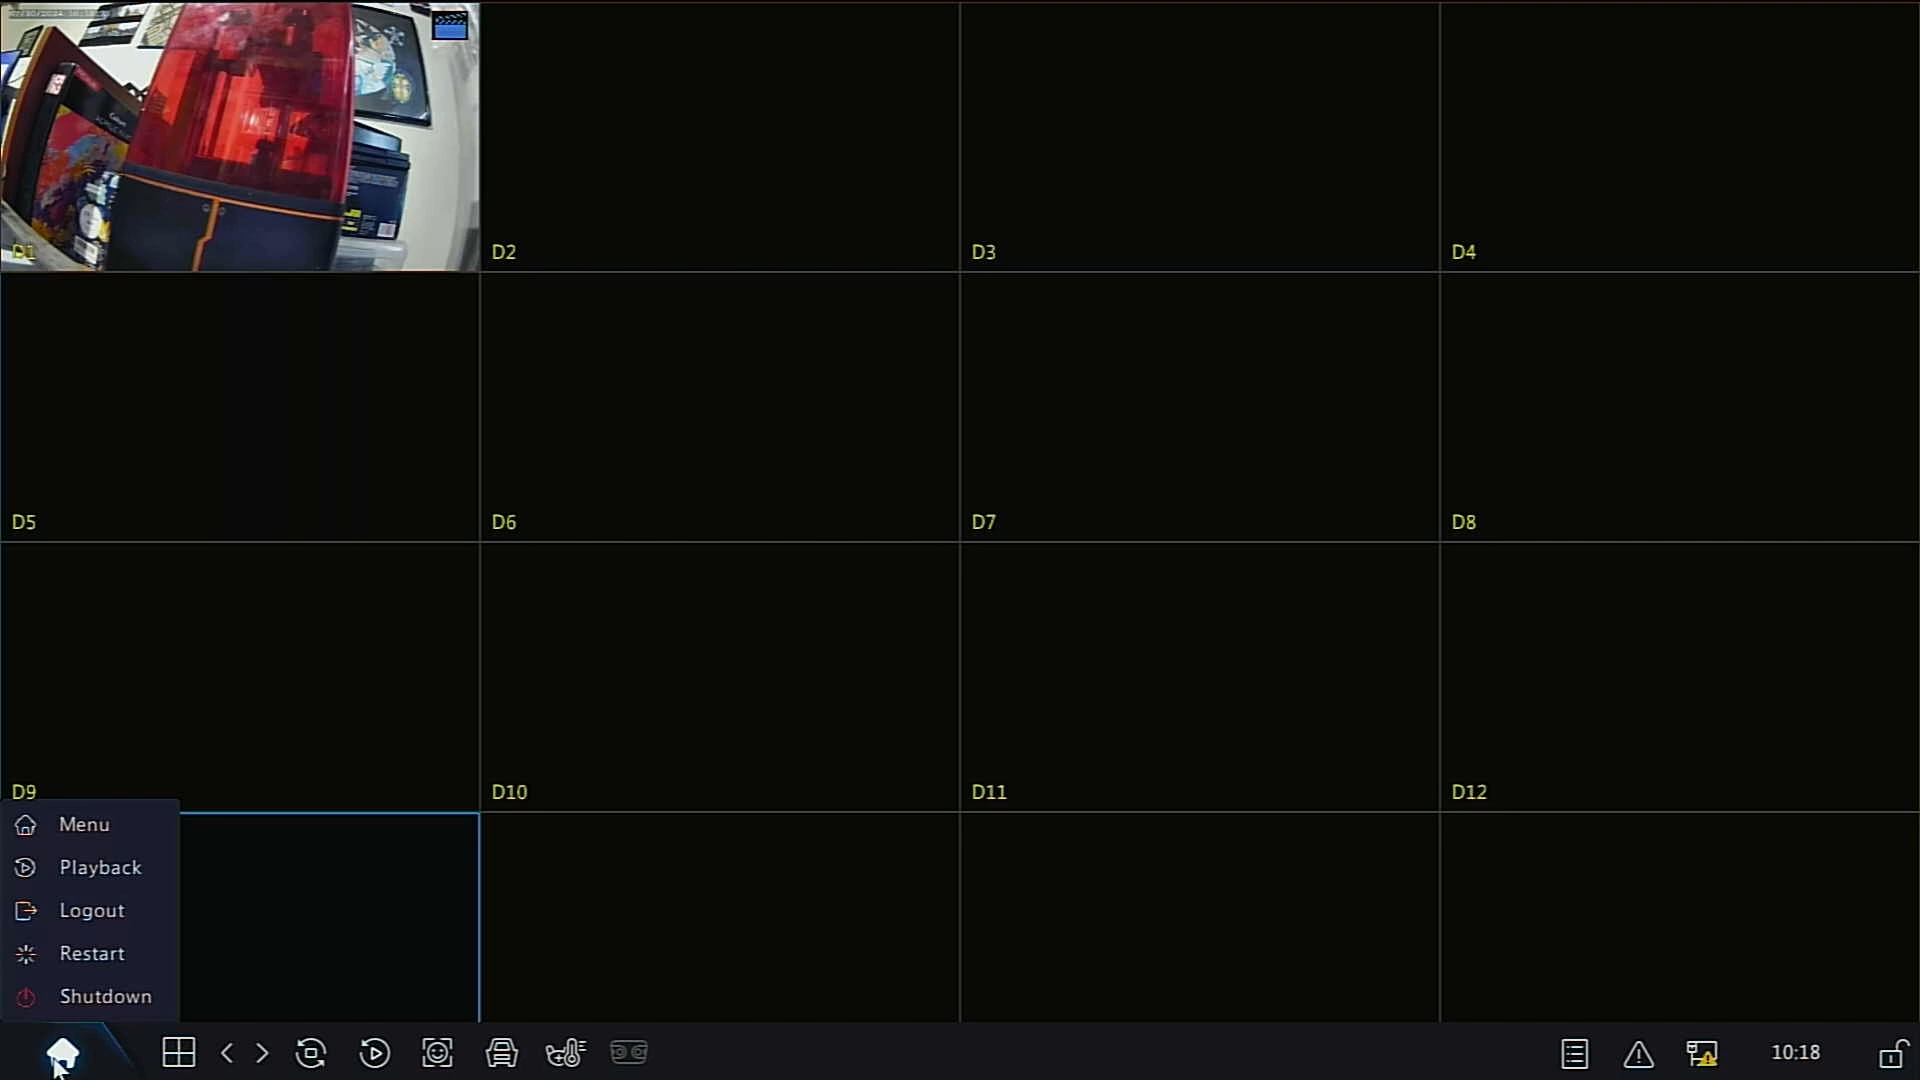 D1
D2
D3
D4
D5
D6
D7
D8
D9
D10
D11
D12
Menu
Playback
Logout
Restart
Shutdown
10:18